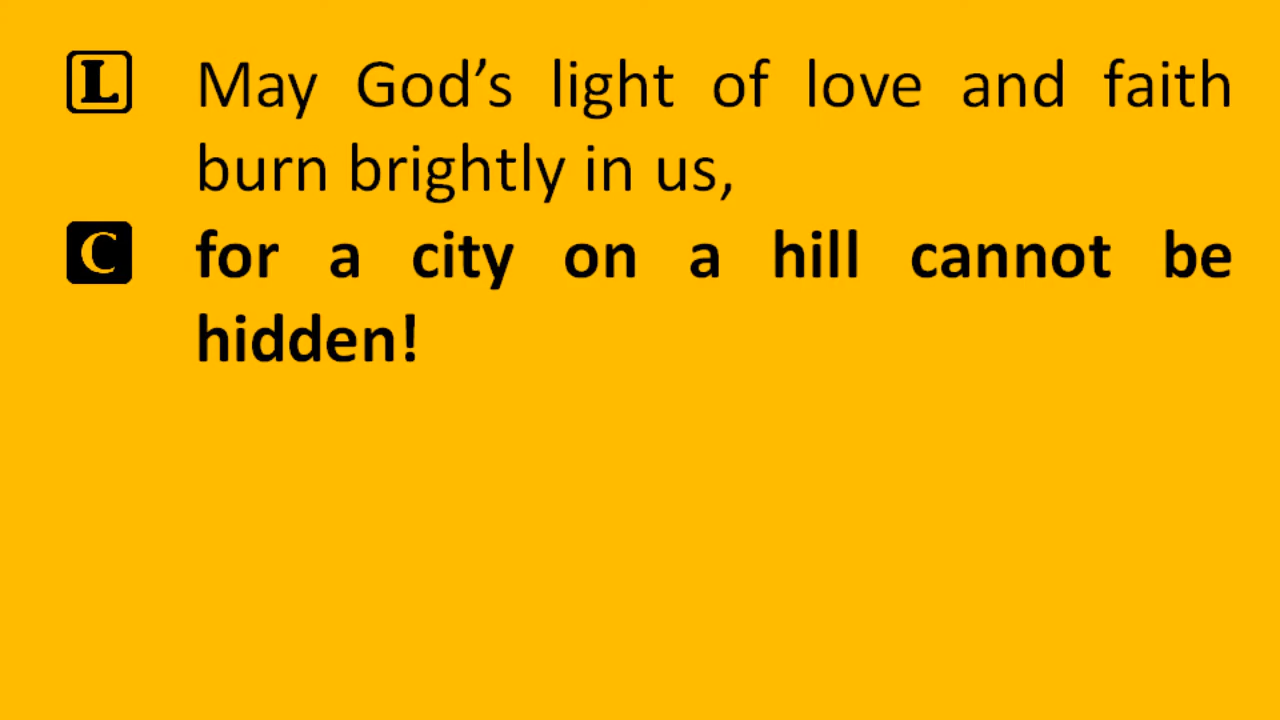 L May God’s light of love and faith
burn brightly in us,
C for a city on a hill cannot be
hidden!